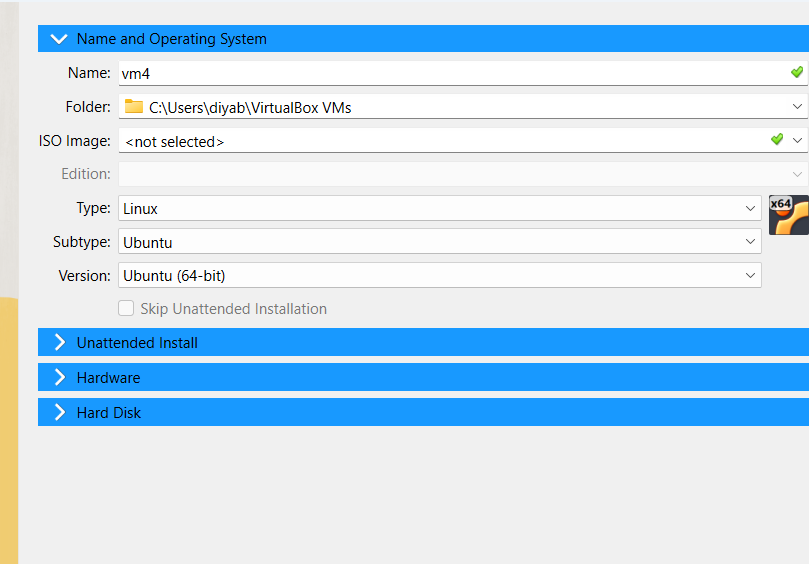 Name and Operating System
Name: vm4
Folder: C:\Users\diyab\VirtualBox VMs
ISO Image: <not selected>
Edition:
Type: Linux
x64
Subtype: Ubuntu
Version: Ubuntu (64-bit)
Skip Unattended Installation
Unattended Install
Hardware
Hard Disk